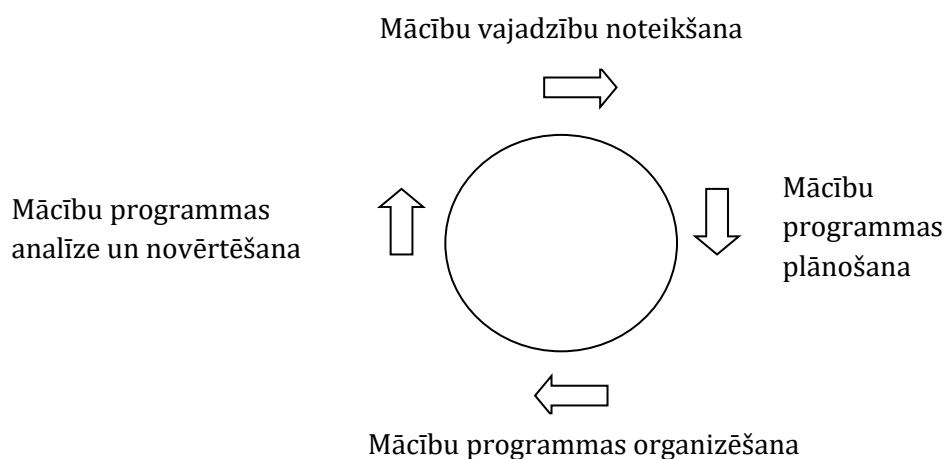 Mācību vajadzību noteikšana
Mācību
programmas
plānošana
Mācību programmas
analīze un novērtēšana
Mācību programmas organizēšana